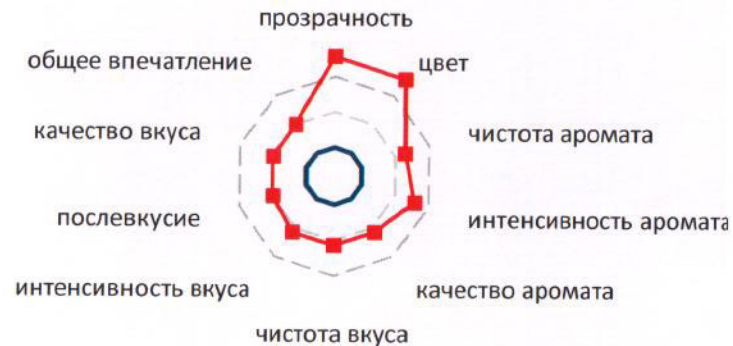 прозрачность
общее впечатление
цвет
качество вкуса
чистота аромата
послевкусие
интенсивность аромата
интенсивность вкуса
качество аромата
чистота вкуса